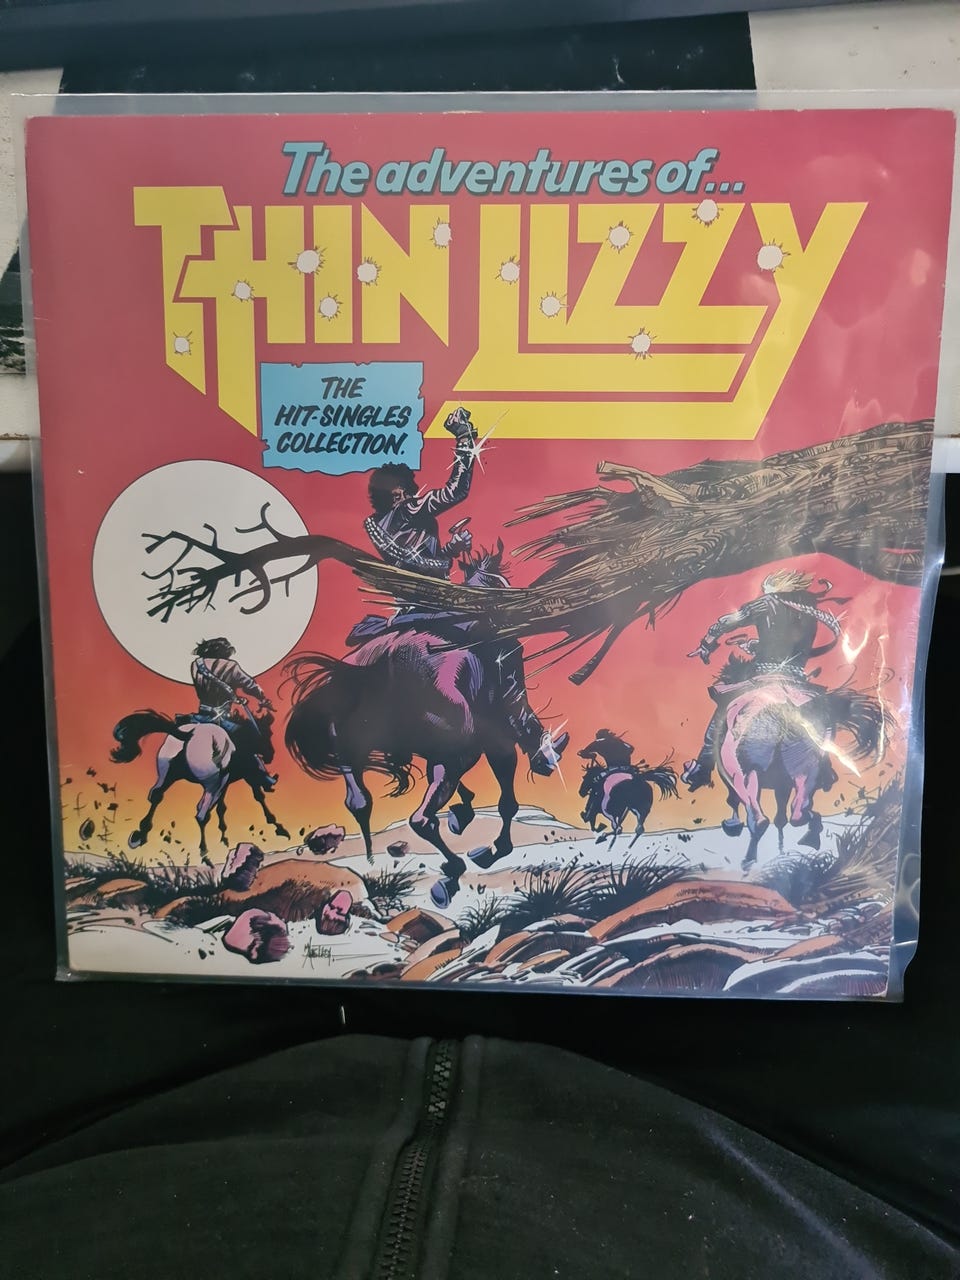 The adventures of...
THIN LIZZY
THE
HIT-SINGLES
COLLECTION.